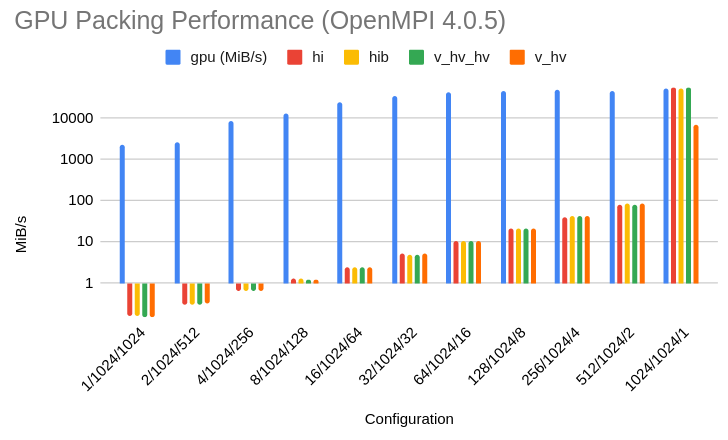 GPU Packing Performance (OpenMPI 4.0.5)
gpu (MiB/s) hi hib v_hv_hv v_hv
10000
1000
100
10
1
MiB/s
1/1024/1024 2/1024/512 4/1024/256 8/1024/128 16/1024/64 32/1024/32 64/1024/16 128/1024/8 256/1024/4 512/1024/2 1024/1024/1
Configuration